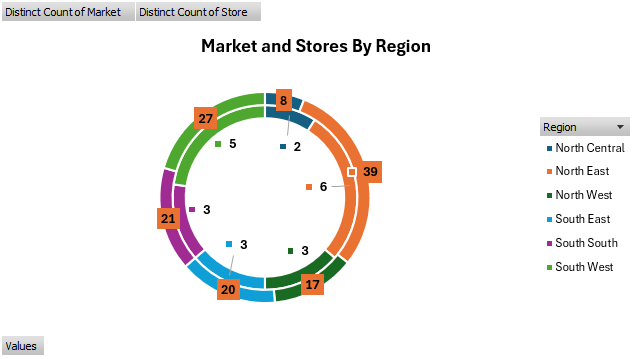 Distinct Count of Market Distinct Count of Store
Market and Stores By Region
8
27
5
2
39
6
3
21
3
3
20
17
Region
North Central
North East
North West
South East
South South
South West
Values